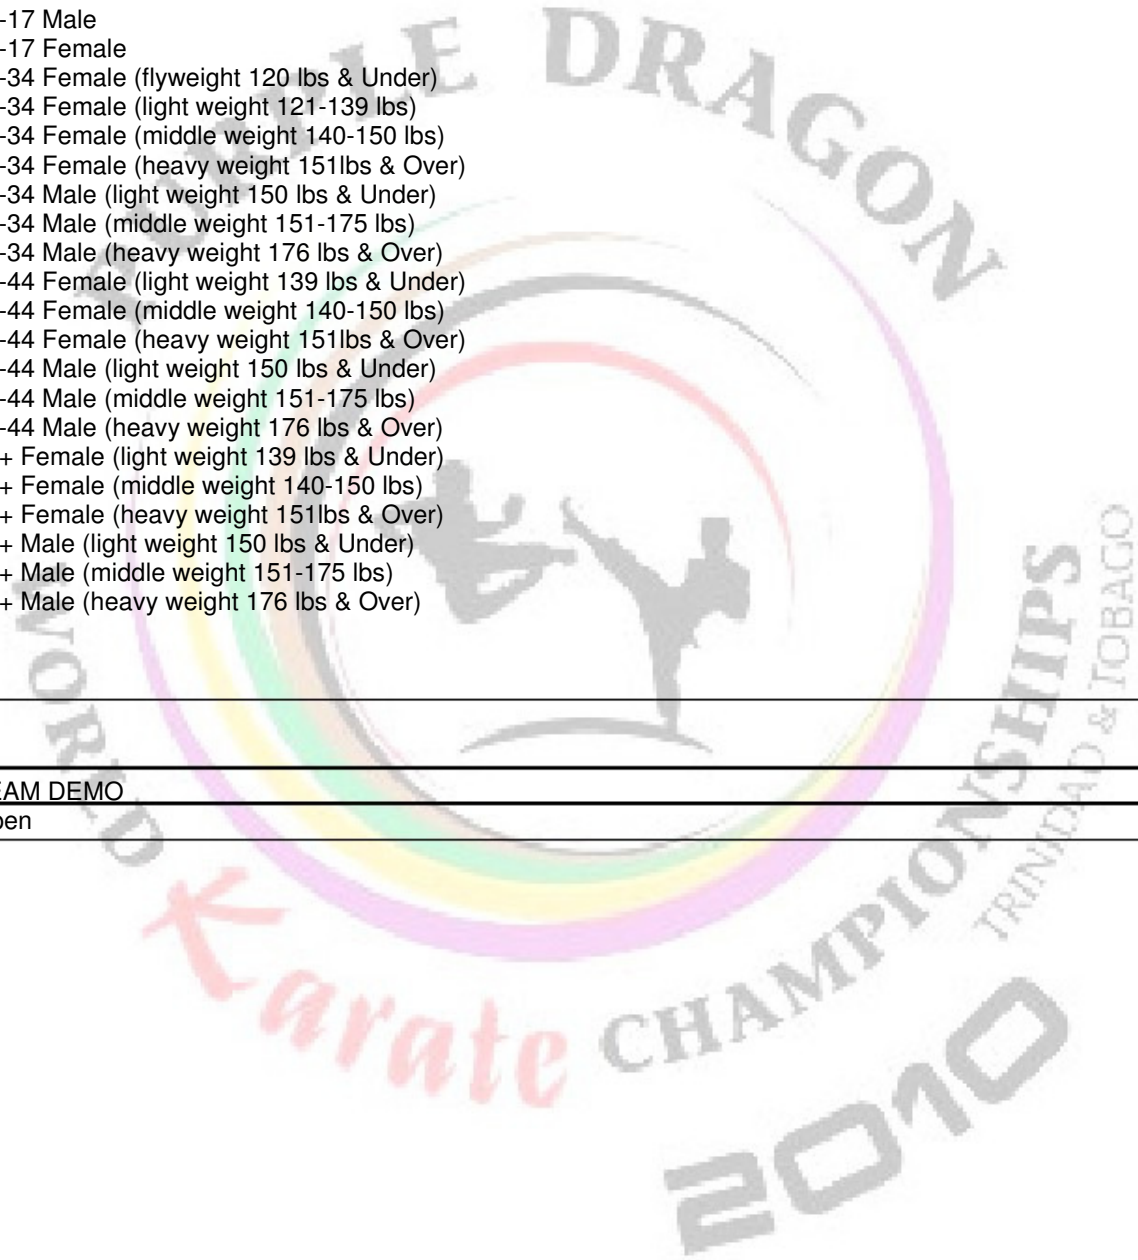 -17 Male
-17 Female
-34 Female (flyweight 120 lbs & Under)
-34 Female (light weight 121-139 lbs)
-34 Female (middle weight 140-150 lbs)
-34 Female (heavy weight 151lbs & Over)
-34 Male (light weight 150 lbs & Under)
-34 Male (middle weight 151-175 lbs)
-34 Male (heavy weight 176 lbs & Over)
-44 Female (light weight 139 lbs & Under)
-44 Female (middle weight 140-150 lbs)
-44 Female (heavy weight 151lbs & Over)
-44 Male (light weight 150 lbs & Under)
-44 Male (middle weight 151-175 lbs)
-44 Male (heavy weight 176 lbs & Over)
+ Female (light weight 139 lbs & Under)
+ Female (middle weight 140-150 lbs)
+ Female (heavy weight 151lbs & Over)
+ Male (light weight 150 lbs & Under)
+ Male (middle weight 151-175 lbs)
+ Male (heavy weight 176 lbs & Over)
EAM DEMO
pen
PURPLE DRAGON
WORLD Karate CHAMPIONSHIPS
TRINIDAD & TOBAGO
2010